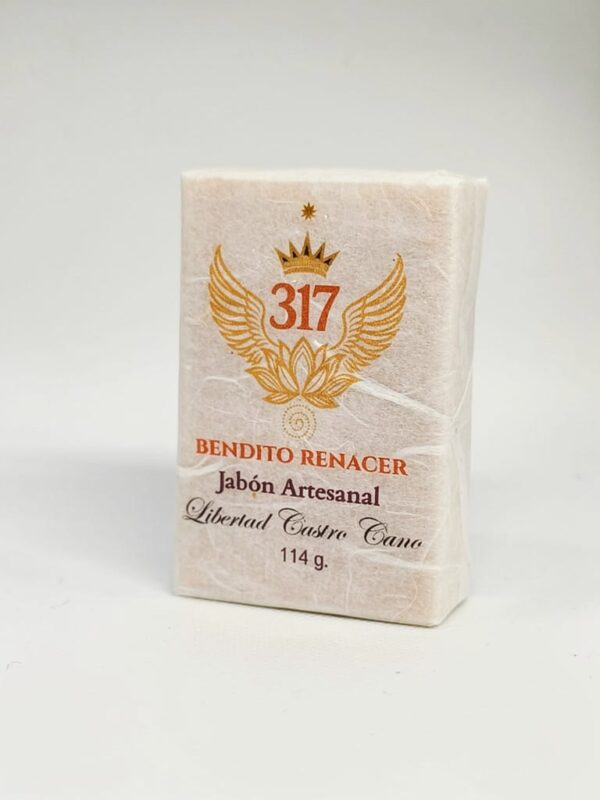 317
BENDITO RENACER
Jabón Artesanal
Libertad Castro Cano
114 g.